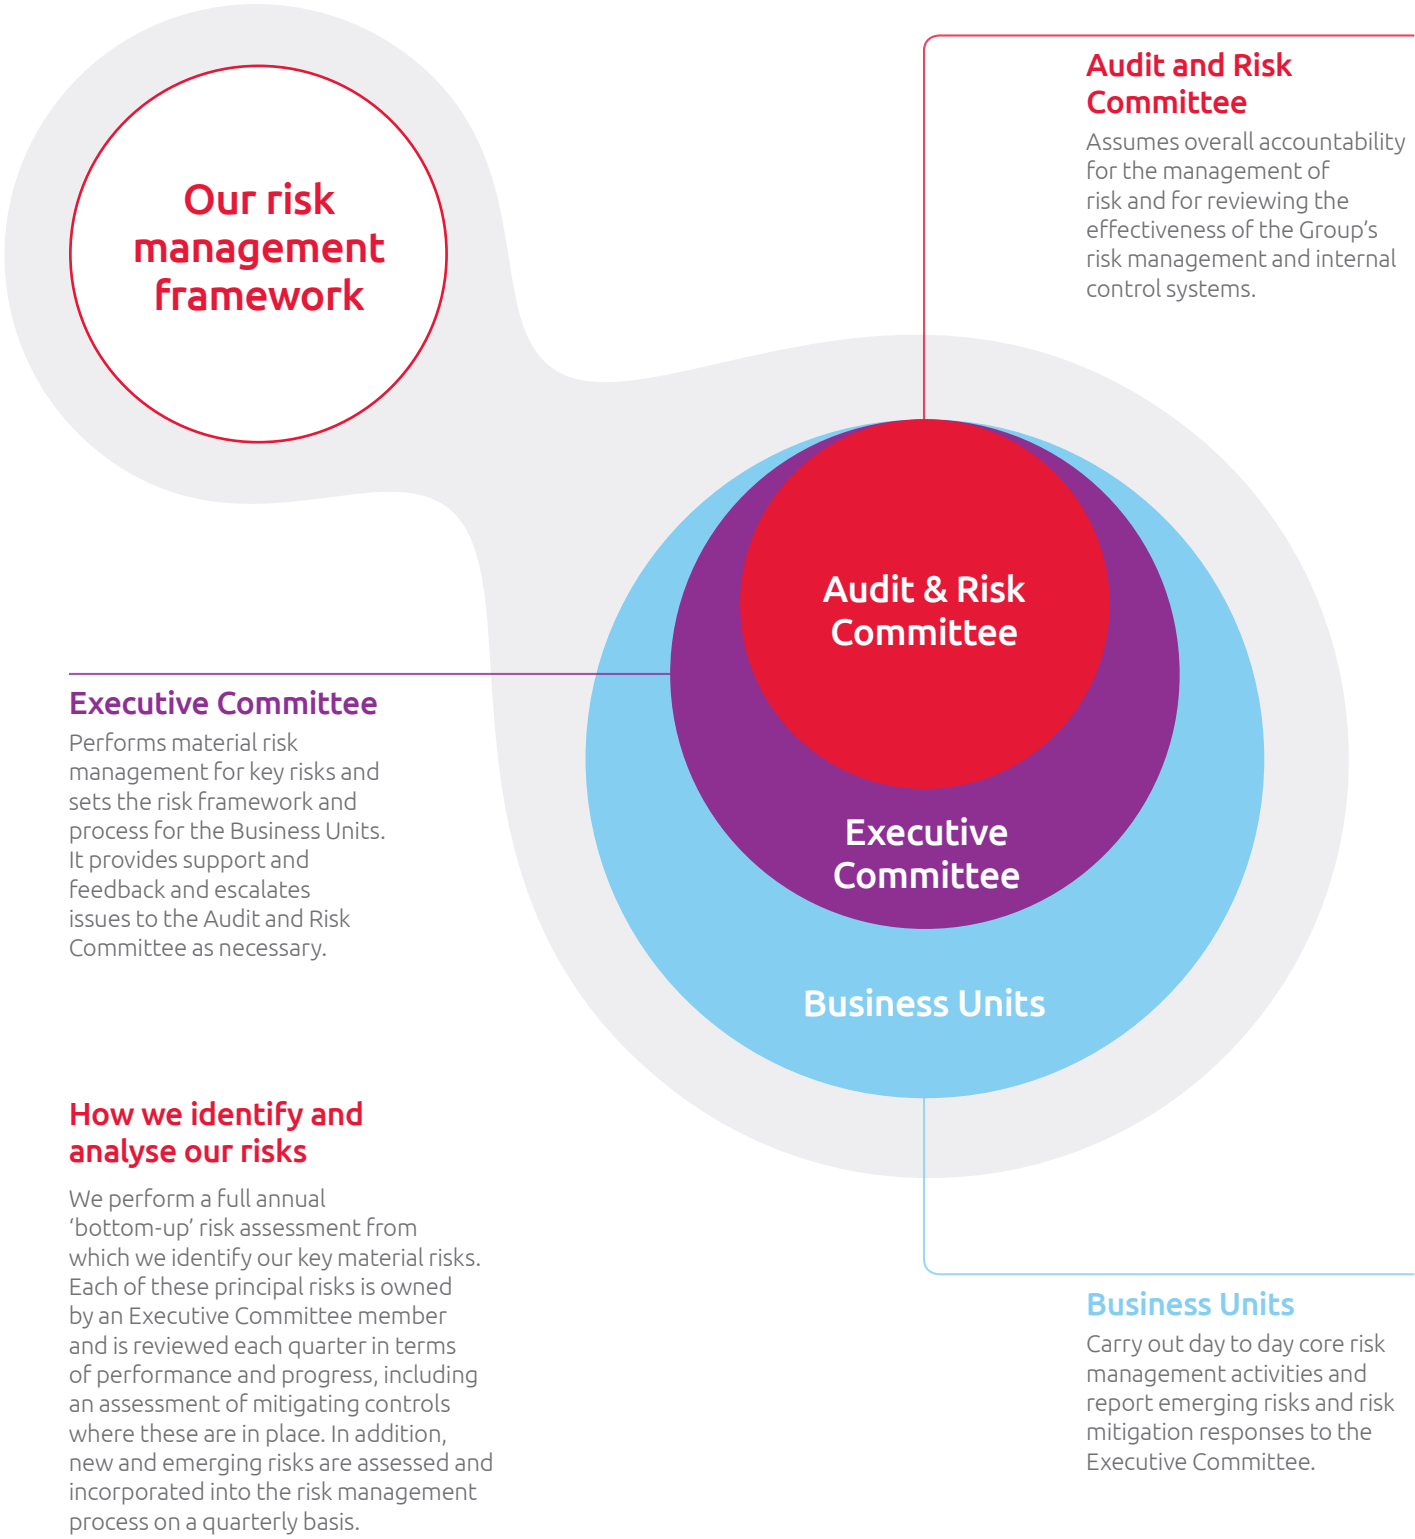 Our risk
management
framework
Audit and Risk
Committee
Assumes overall accountability
for the management of
risk and for reviewing the
effectiveness of the Group’s
risk management and internal
control systems.
Audit & Risk
Committee
Executive
Committee
Business Units
Executive Committee
Performs material risk
management for key risks and
sets the risk framework and
process for the Business Units.
It provides support and
feedback and escalates
issues to the Audit and Risk
Committee as necessary.
How we identify and
analyse our risks
We perform a full annual
‘bottom-up’ risk assessment from
which we identify our key material risks.
Each of these principal risks is owned
by an Executive Committee member
and is reviewed each quarter in terms
of performance and progress, including
an assessment of mitigating controls
where these are in place. In addition,
new and emerging risks are assessed and
incorporated into the risk management
process on a quarterly basis.
Business Units
Carry out day to day core risk
management activities and
report emerging risks and risk
mitigation responses to the
Executive Committee.